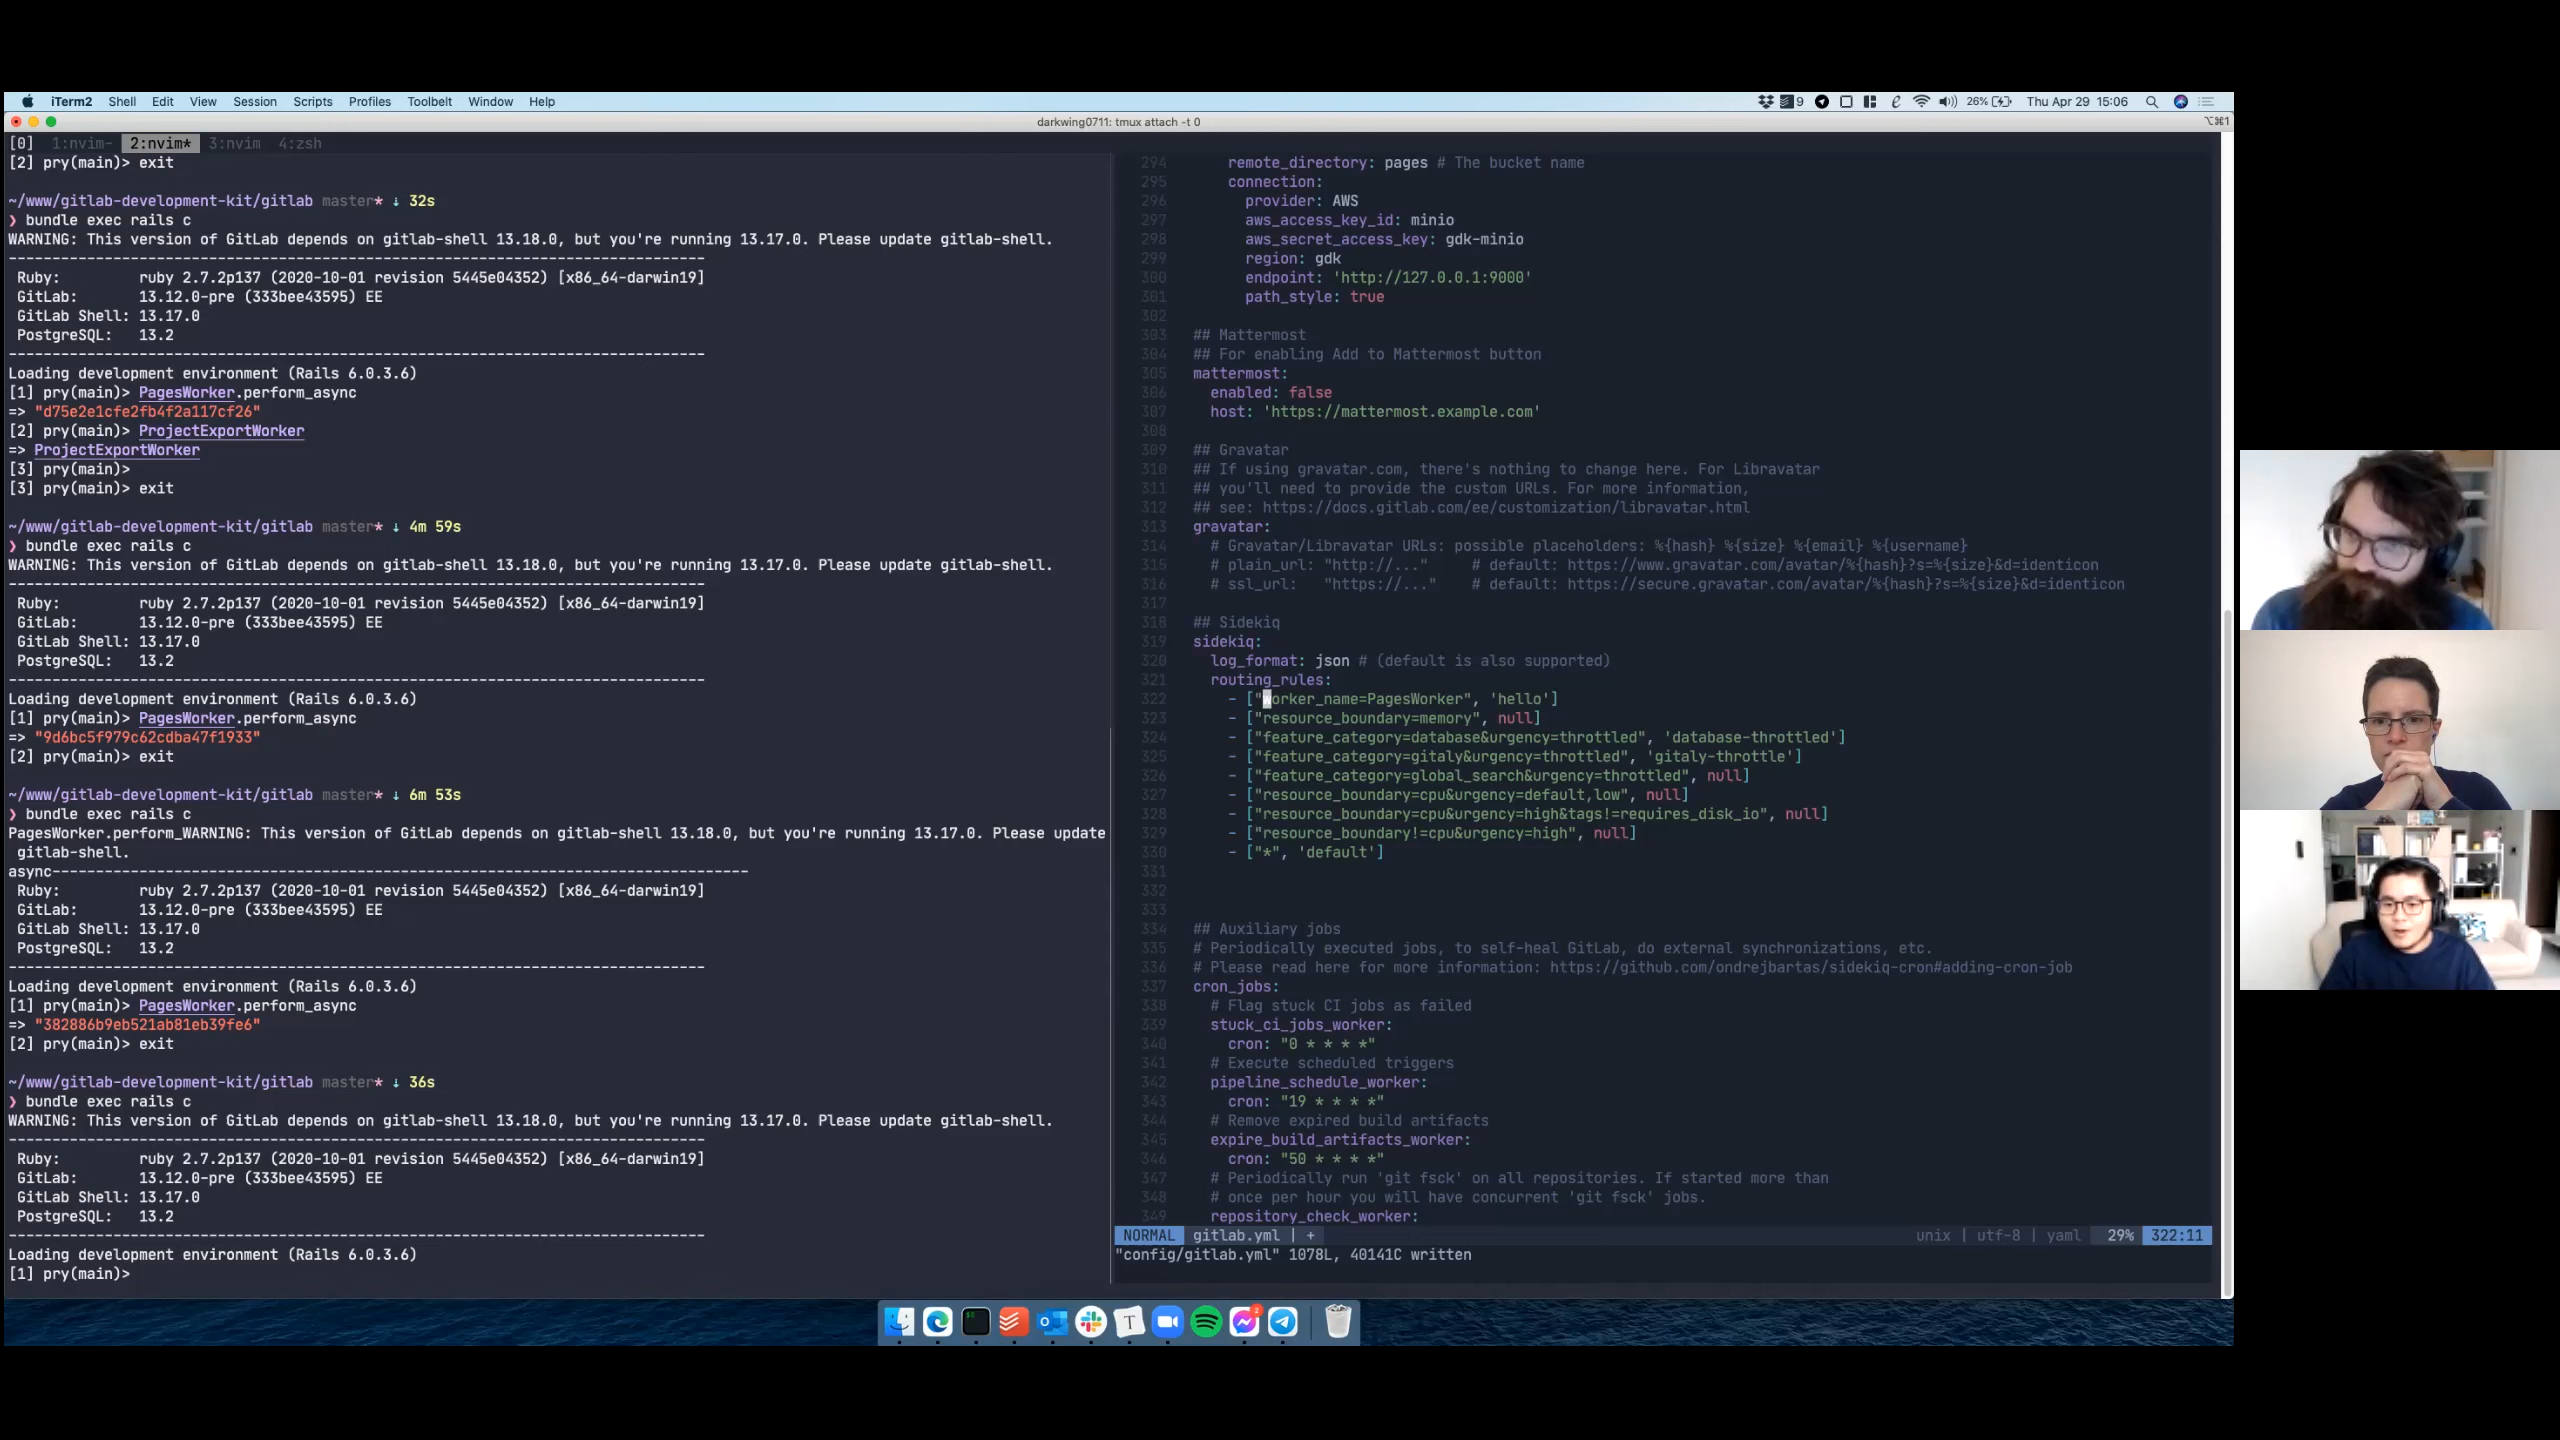 iTerm2 Shell Edit View Session Scripts Profiles Toolbelt Window Help 9 26% Thu Apr 29 15:06
darkwing0711: tmux attach -t 0 ⌥⌘1
[0] 1:nvim- 2:nvim* 3:nvim 4:zsh
[2] pry(main)> exit
~/www/gitlab-development-kit/gitlab master* ↓ 32s
❯ bundle exec rails c
WARNING: This version of GitLab depends on gitlab-shell 13.18.0, but you're running 13.17.0. Please update gitlab-shell.
--------------------------------------------------------------------------------
Ruby: ruby 2.7.2p137 (2020-10-01 revision 5445e04352) [x86_64-darwin19]
GitLab: 13.12.0-pre (333bee43595) EE
GitLab Shell: 13.17.0
PostgreSQL: 13.2
--------------------------------------------------------------------------------
Loading development environment (Rails 6.0.3.6)
[1] pry(main)> PagesWorker.perform_async
=> "d75e2e1cfe2fb4f2a117cf26"
[2] pry(main)> ProjectExportWorker
=> ProjectExportWorker
[3] pry(main)>
[3] pry(main)> exit
~/www/gitlab-development-kit/gitlab master* ↓ 4m 59s
❯ bundle exec rails c
WARNING: This version of GitLab depends on gitlab-shell 13.18.0, but you're running 13.17.0. Please update gitlab-shell.
--------------------------------------------------------------------------------
Ruby: ruby 2.7.2p137 (2020-10-01 revision 5445e04352) [x86_64-darwin19]
GitLab: 13.12.0-pre (333bee43595) EE
GitLab Shell: 13.17.0
PostgreSQL: 13.2
--------------------------------------------------------------------------------
Loading development environment (Rails 6.0.3.6)
[1] pry(main)> PagesWorker.perform_async
=> "9d6bc5f979c62cdba47f1933"
[2] pry(main)> exit
~/www/gitlab-development-kit/gitlab master* ↓ 6m 53s
❯ bundle exec rails c
PagesWorker.perform_WARNING: This version of GitLab depends on gitlab-shell 13.18.0, but you're running 13.17.0. Please update
gitlab-shell.
async--------------------------------------------------------------------------------
Ruby: ruby 2.7.2p137 (2020-10-01 revision 5445e04352) [x86_64-darwin19]
GitLab: 13.12.0-pre (333bee43595) EE
GitLab Shell: 13.17.0
PostgreSQL: 13.2
--------------------------------------------------------------------------------
Loading development environment (Rails 6.0.3.6)
[1] pry(main)> PagesWorker.perform_async
=> "382886b9eb521ab81eb39fe6"
[2] pry(main)> exit
~/www/gitlab-development-kit/gitlab master* ↓ 36s
❯ bundle exec rails c
WARNING: This version of GitLab depends on gitlab-shell 13.18.0, but you're running 13.17.0. Please update gitlab-shell.
--------------------------------------------------------------------------------
Ruby: ruby 2.7.2p137 (2020-10-01 revision 5445e04352) [x86_64-darwin19]
GitLab: 13.12.0-pre (333bee43595) EE
GitLab Shell: 13.17.0
PostgreSQL: 13.2
--------------------------------------------------------------------------------
Loading development environment (Rails 6.0.3.6)
[1] pry(main)>
294 remote_directory: pages # The bucket name
295 connection:
296 provider: AWS
297 aws_access_key_id: minio
298 aws_secret_access_key: gdk-minio
299 region: gdk
300 endpoint: 'http://127.0.0.1:9000'
301 path_style: true
302
303 ## Mattermost
304 ## For enabling Add to Mattermost button
305 mattermost:
306 enabled: false
307 host: 'https://mattermost.example.com'
308
309 ## Gravatar
310 ## If using gravatar.com, there's nothing to change here. For Libravatar
311 ## you'll need to provide the custom URLs. For more information,
312 ## see: https://docs.gitlab.com/ee/customization/libravatar.html
313 gravatar:
314 # Gravatar/Libravatar URLs: possible placeholders: %{hash} %{size} %{email} %{username}
315 # plain_url: "http://..." # default: https://www.gravatar.com/avatar/%{hash}?s=%{size}&d=identicon
316 # ssl_url: "https://..." # default: https://secure.gravatar.com/avatar/%{hash}?s=%{size}&d=identicon
317
318 ## Sidekiq
319 sidekiq:
320 log_format: json # (default is also supported)
321 routing_rules:
322 - ["worker_name=PagesWorker", 'hello']
323 - ["resource_boundary=memory", null]
324 - ["feature_category=database&urgency=throttled", 'database-throttled']
325 - ["feature_category=gitaly&urgency=throttled", 'gitaly-throttle']
326 - ["feature_category=global_search&urgency=throttled", null]
327 - ["resource_boundary=cpu&urgency=default,low", null]
328 - ["resource_boundary=cpu&urgency=high&tags!=requires_disk_io", null]
329 - ["resource_boundary!=cpu&urgency=high", null]
330 - ["*", 'default']
331
332
333
334 ## Auxiliary jobs
335 # Periodically executed jobs, to self-heal GitLab, do external synchronizations, etc.
336 # Please read here for more information: https://github.com/ondrejbartas/sidekiq-cron#adding-cron-job
337 cron_jobs:
338 # Flag stuck CI jobs as failed
339 stuck_ci_jobs_worker:
340 cron: "0 * * * *"
341 # Execute scheduled triggers
342 pipeline_schedule_worker:
343 cron: "19 * * * *"
344 # Remove expired build artifacts
345 expire_build_artifacts_worker:
346 cron: "50 * * * *"
347 # Periodically run 'git fsck' on all repositories. If started more than
348 # once per hour you will have concurrent 'git fsck' jobs.
349 repository_check_worker:
NORMAL gitlab.yml | + unix | utf-8 | yaml 29% 322:11
"config/gitlab.yml" 1078L, 40141C written